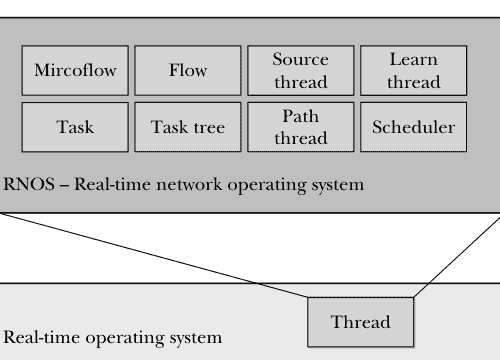 Mircoflow
Flow
Source
thread
Learn
thread
Task
Task tree
Path
thread
Scheduler
RNOS – Real-time network operating system
Thread
Real-time operating system